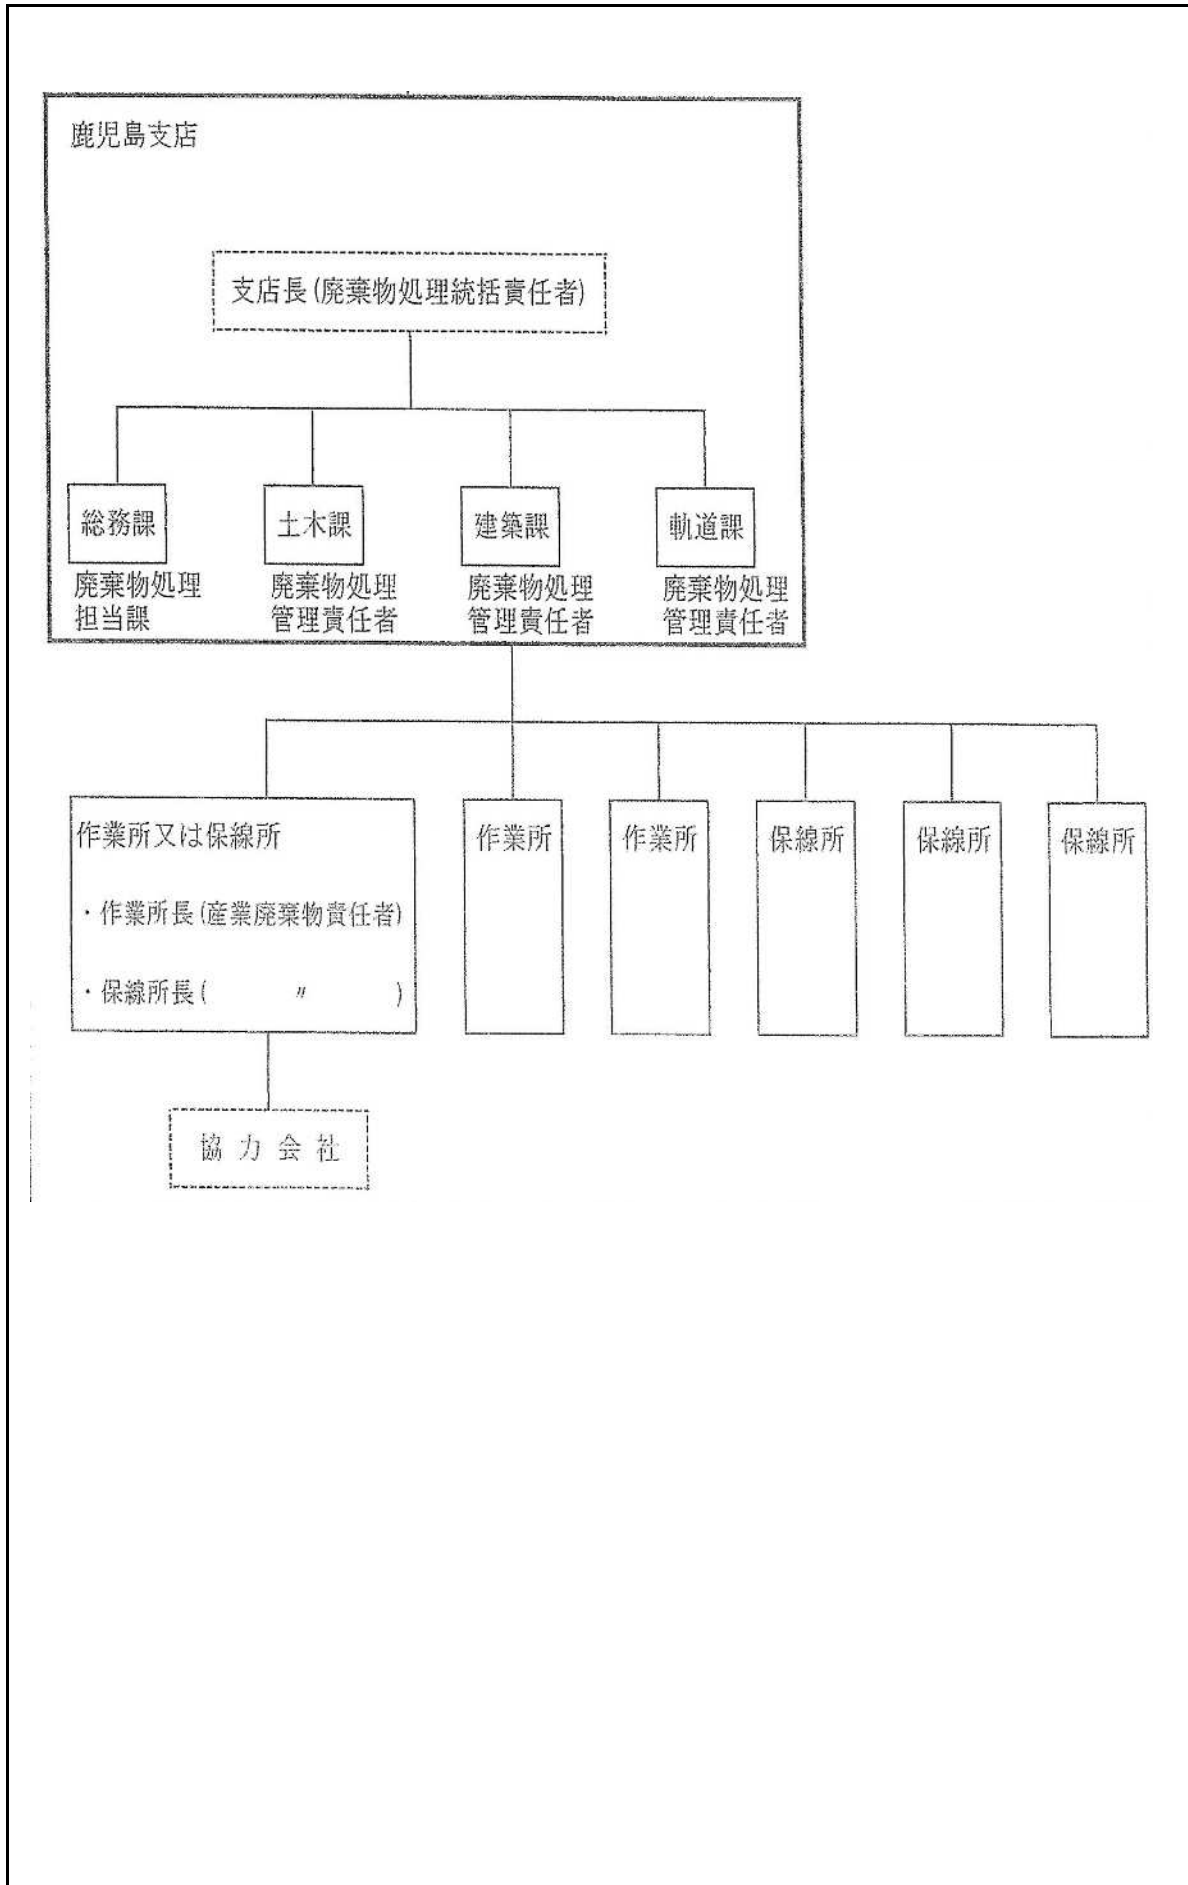 鹿児島支店
支店長(廃棄物処理統括責任者)
総務課
土木課
建築課
軌道課
廃棄物処理
担当課
廃棄物処理
管理責任者
廃棄物処理
管理責任者
廃棄物処理
管理責任者
作業所又は保線所
・作業所長(産業廃棄物責任者)
・保線所長(　　　〃　　　)
作業所
作業所
保線所
保線所
保線所
協 力 会 社